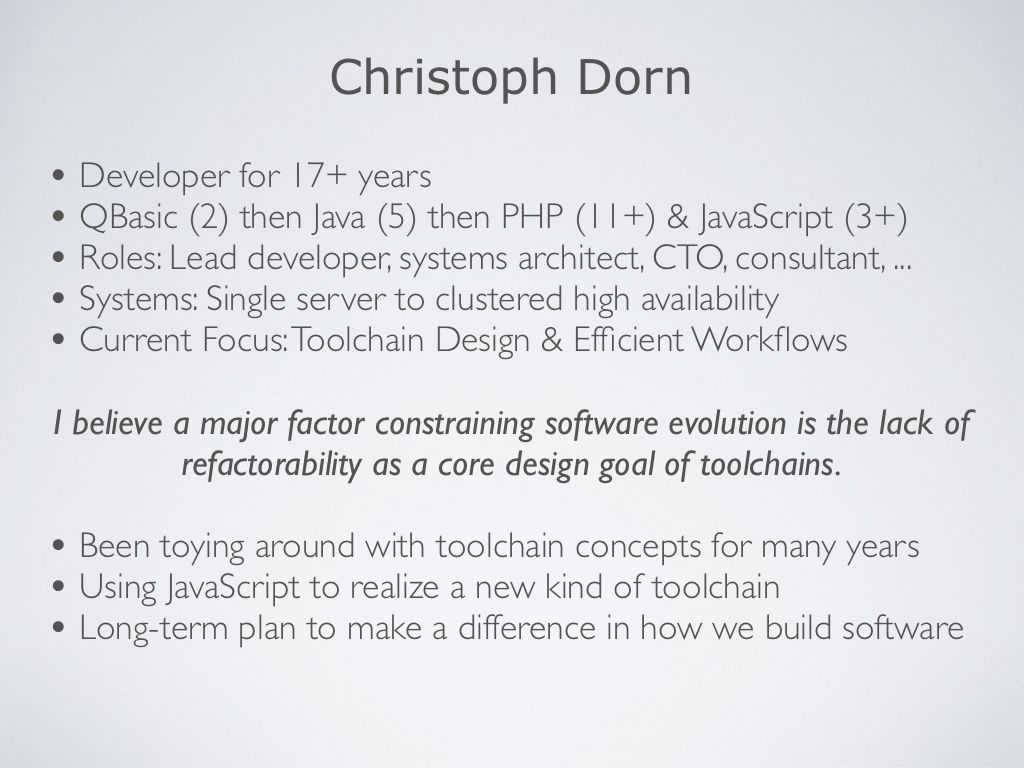 Christoph Dorn
• Developer for 17+ years
• QBasic (2) then Java (5) then PHP (11+) & JavaScript (3+)
• Roles: Lead developer, systems architect, CTO, consultant, ...
• Systems: Single server to clustered high availability
• Current Focus: Toolchain Design & Efficient Workflows
I believe a major factor constraining software evolution is the lack of
refactorability as a core design goal of toolchains.
• Been toying around with toolchain concepts for many years
• Using JavaScript to realize a new kind of toolchain
• Long-term plan to make a difference in how we build software